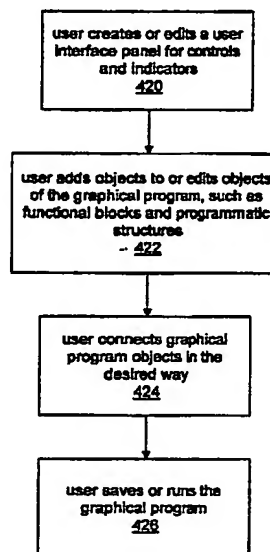 user creates or edits a user
interface panel for controls
and indicators
420
user adds objects to or edits objects
of the graphical program, such as
functional blocks and programmatic
structures
422
user connects graphical
program objects in the
desired way
424
user saves or runs the
graphical program
426